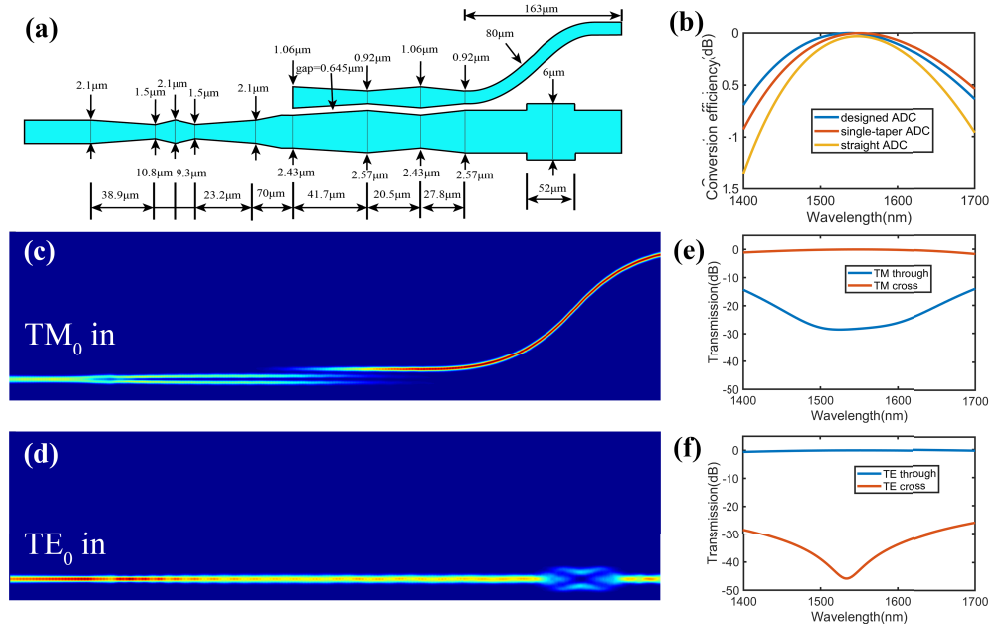 (a)
163μm
80μm
1.06μm
gap=0.645μm
0.92μm
1.06μm
0.92μm
6μm
2.1μm
1.5μm
2.1μm
1.5μm
2.1μm
10.8μm
9.3μm
2.43μm
2.57μm
2.43μm
2.57μm
38.9μm
23.2μm
70μm
41.7μm
20.5μm
27.8μm
52μm
(b)
Conversion efficiency(dB)
0
0.5
-1
1.5
designed ADC
single-taper ADC
straight ADC
1400 1500 1600 1700
Wavelength(nm)
(c)
TM0 in
(e)
Transmission(dB)
0
-10
-20
-30
-40
-50
TM through
TM cross
1400 1500 1600 1700
Wavelength(nm)
(d)
TE0 in
(f)
Transmission(dB)
0
-10
-20
-30
-40
-50
TE through
TE cross
1400 1500 1600 1700
Wavelength(nm)